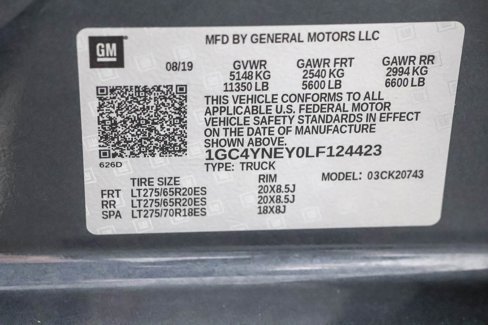 GM
MFD BY GENERAL MOTORS LLC
08/19 GVWR GAWR FRT GAWR RR
5148 KG 2540 KG 2994 KG
11350 LB 5600 LB 6600 LB
THIS VEHICLE CONFORMS TO ALL
APPLICABLE U.S. FEDERAL MOTOR
VEHICLE SAFETY STANDARDS IN EFFECT
ON THE DATE OF MANUFACTURE
SHOWN ABOVE.
626D
1GC4YNEY0LF124423
TYPE: TRUCK
TIRE SIZE RIM MODEL: 03CK20743
FRT LT275/65R20ES 20X8.5J
RR LT275/65R20ES 20X8.5J
SPA LT275/70R18ES 18X8J